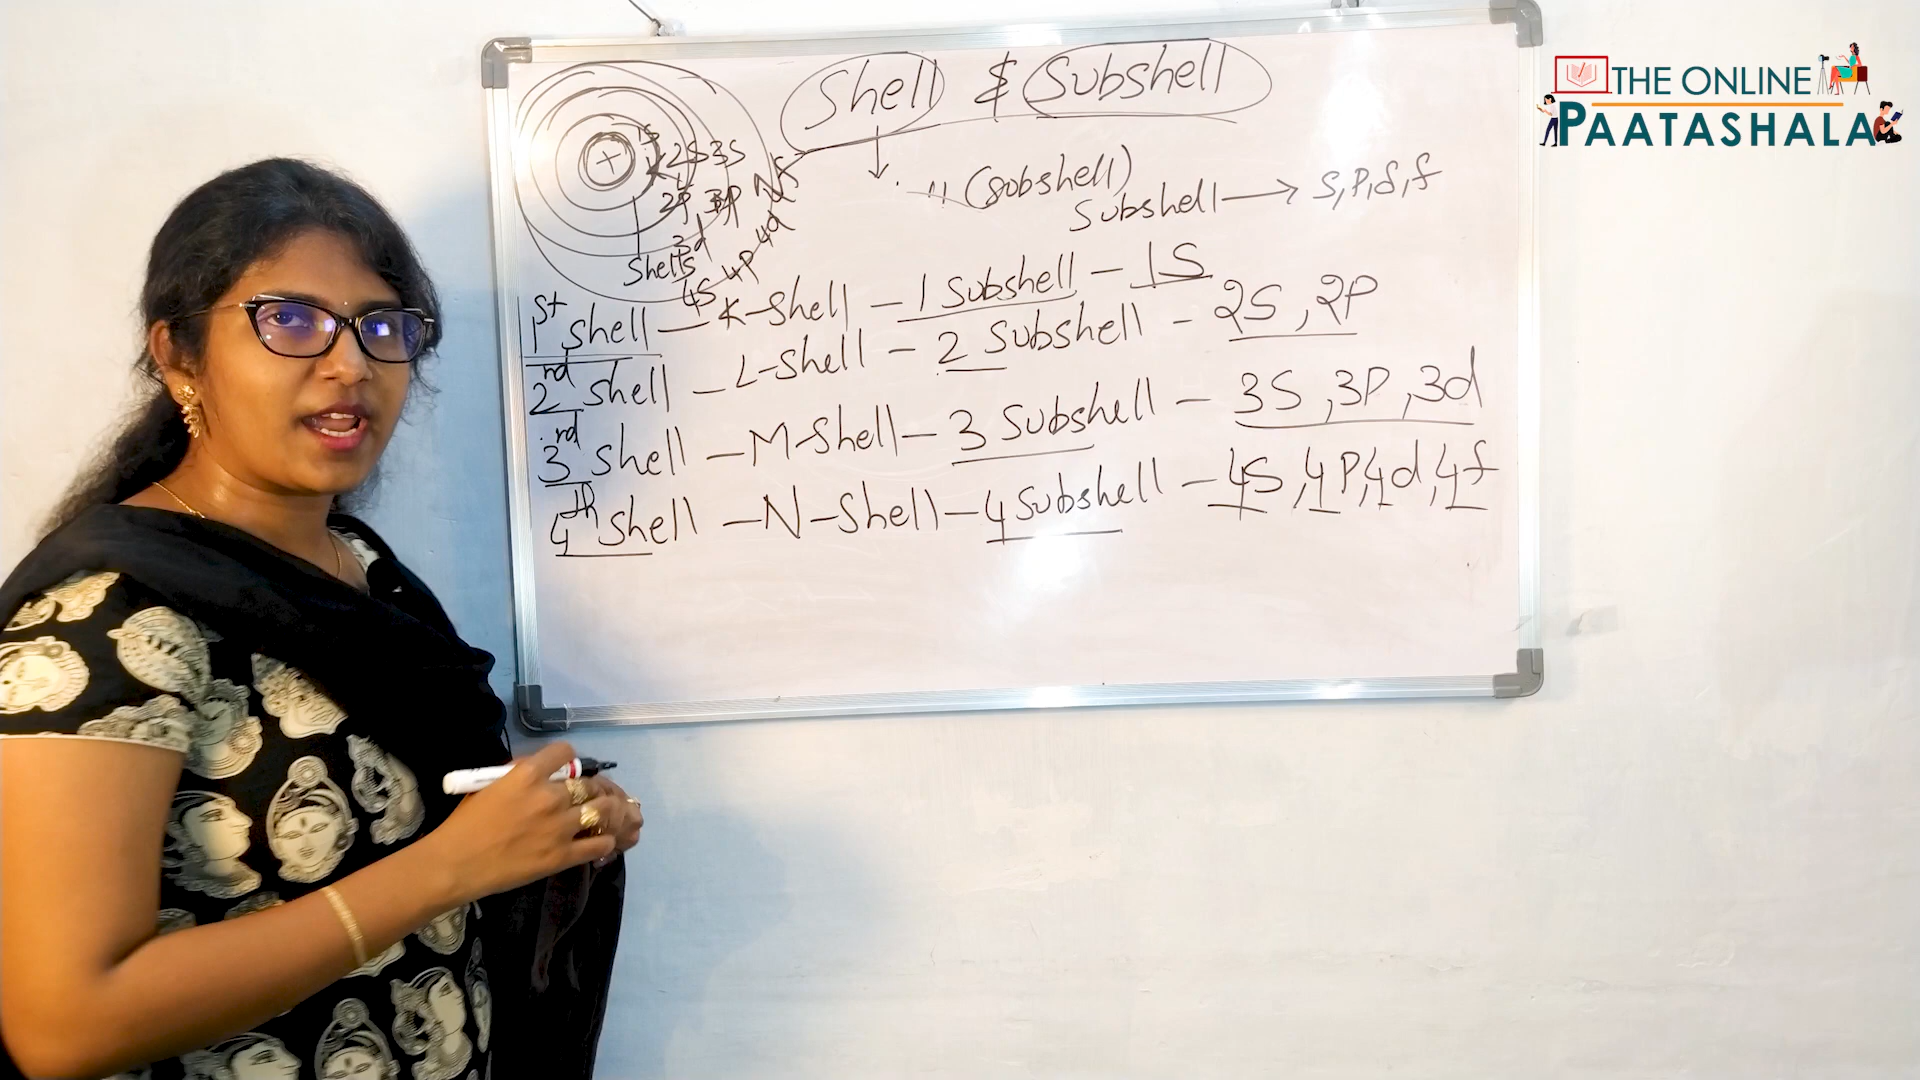 THE ONLINE
PAATASHALA
Shell & Subshell
(subshell)
Subshell → s,p,d,f
1s
K 2s 3s
2p 3p
3d 4d
Shells
4s 4p
1st shell – K-shell – 1 subshell – 1s
2rd shell – L-shell – 2 subshell – 2s, 2p
3rd shell – M-shell – 3 subshell – 3s, 3p, 3d
4th shell – N-shell – 4 subshell – 4s, 4p, 4d, 4f